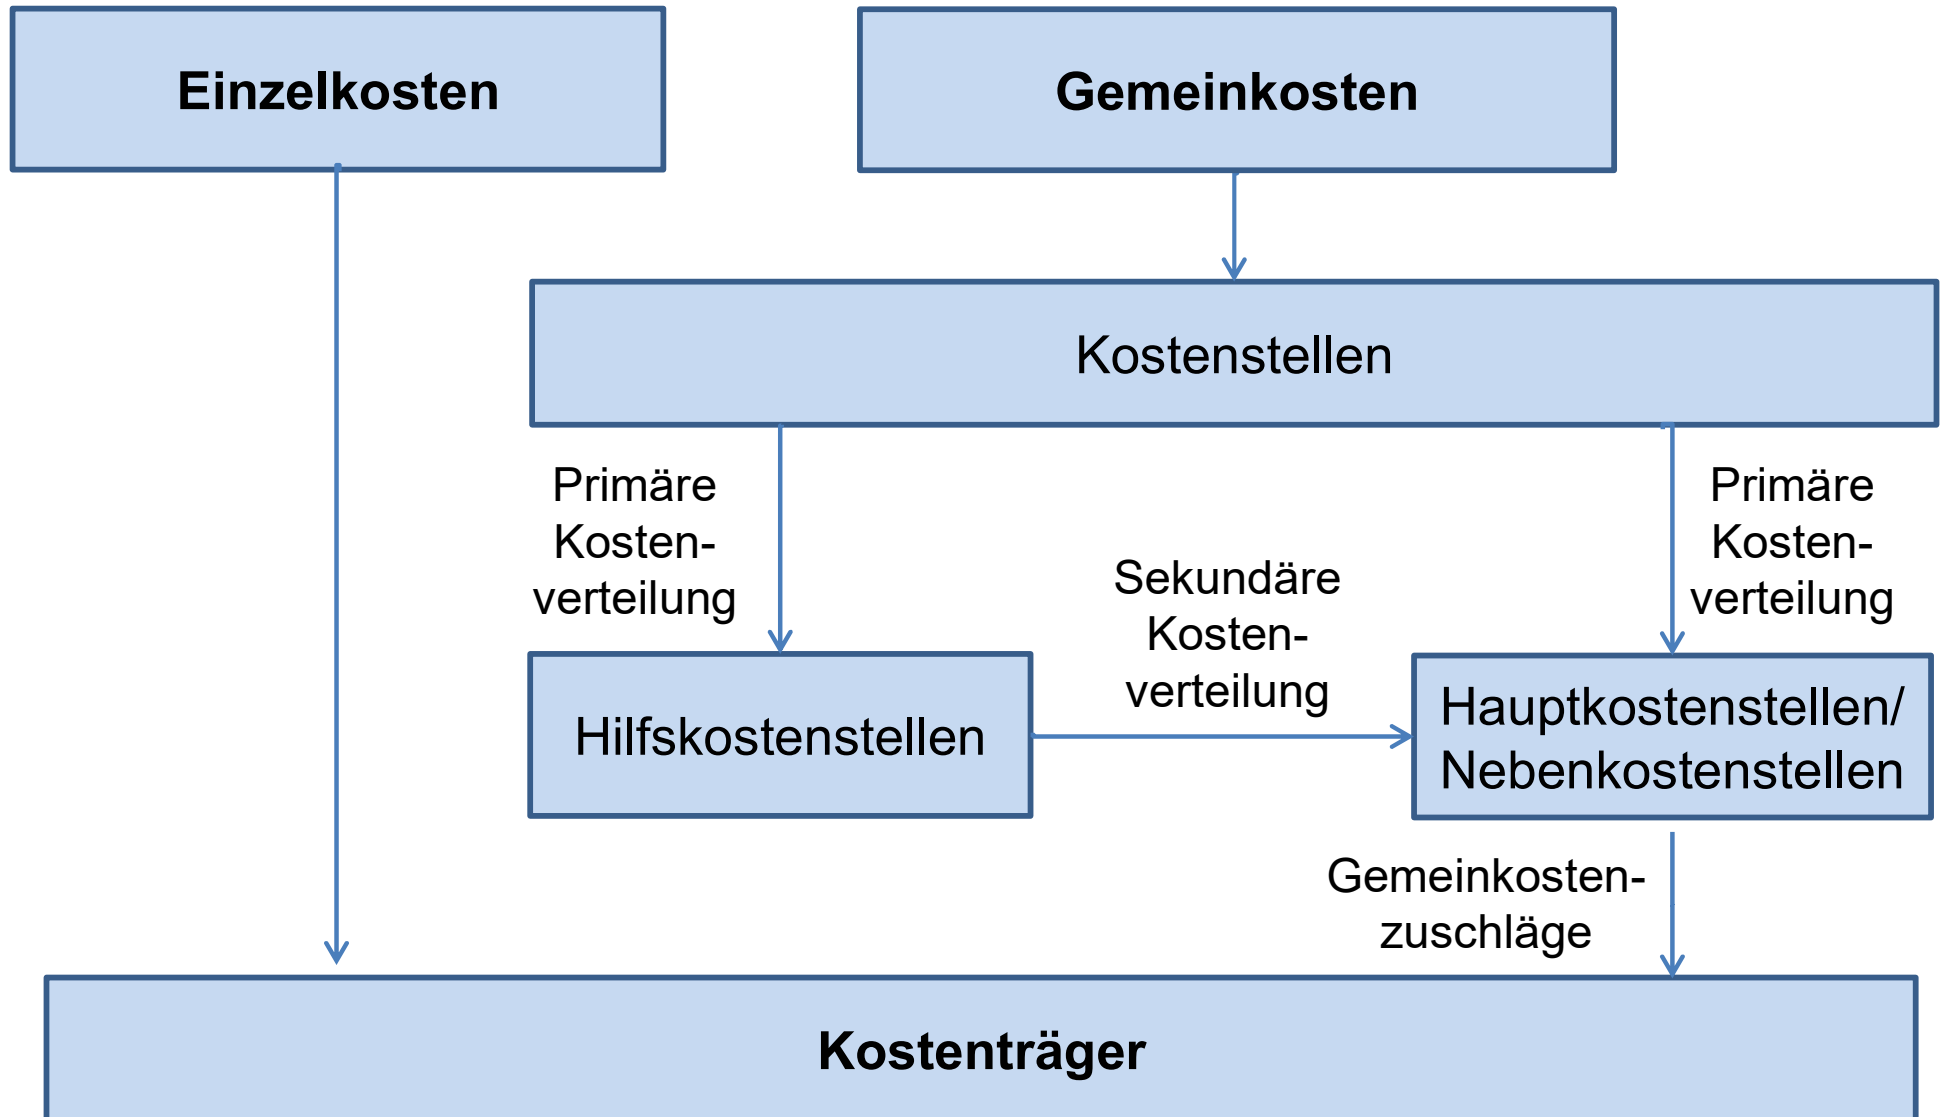 Einzelkosten
Gemeinkosten
Kostenstellen
Primäre
Kosten-
verteilung
Sekundäre
Kosten-
verteilung
Primäre
Kosten-
verteilung
Hilfskostenstellen
Hauptkostenstellen/
Nebenkostenstellen
Gemeinkosten-
zuschläge
Kostenträger